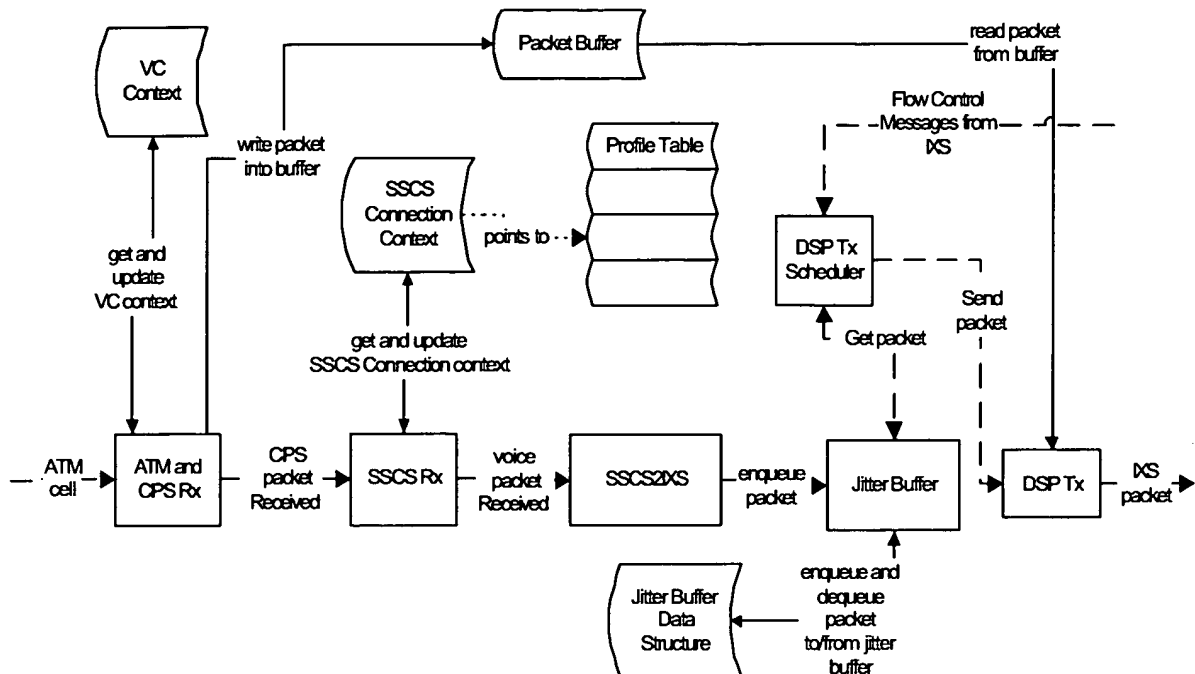 Packet Buffer
read packet
from buffer
VC
Context
Flow Control
Messages from
IXS
write packet
into buffer
Profile Table
SSCS
Connection
Context
points to
DSP Tx
Scheduler
get and
update
VC context
Send
packet
get and update
SSCS Connection context
Get packet
ATM
cell
ATM and
CPS Rx
CPS
packet
Received
SSCS Rx
voice
packet
Received
SSCS2IXS
enqueue
packet
Jitter Buffer
DSP Tx
IXS
packet
Jitter Buffer
Data
Structure
enqueue and
dequeue
packet
to/from jitter
buffer